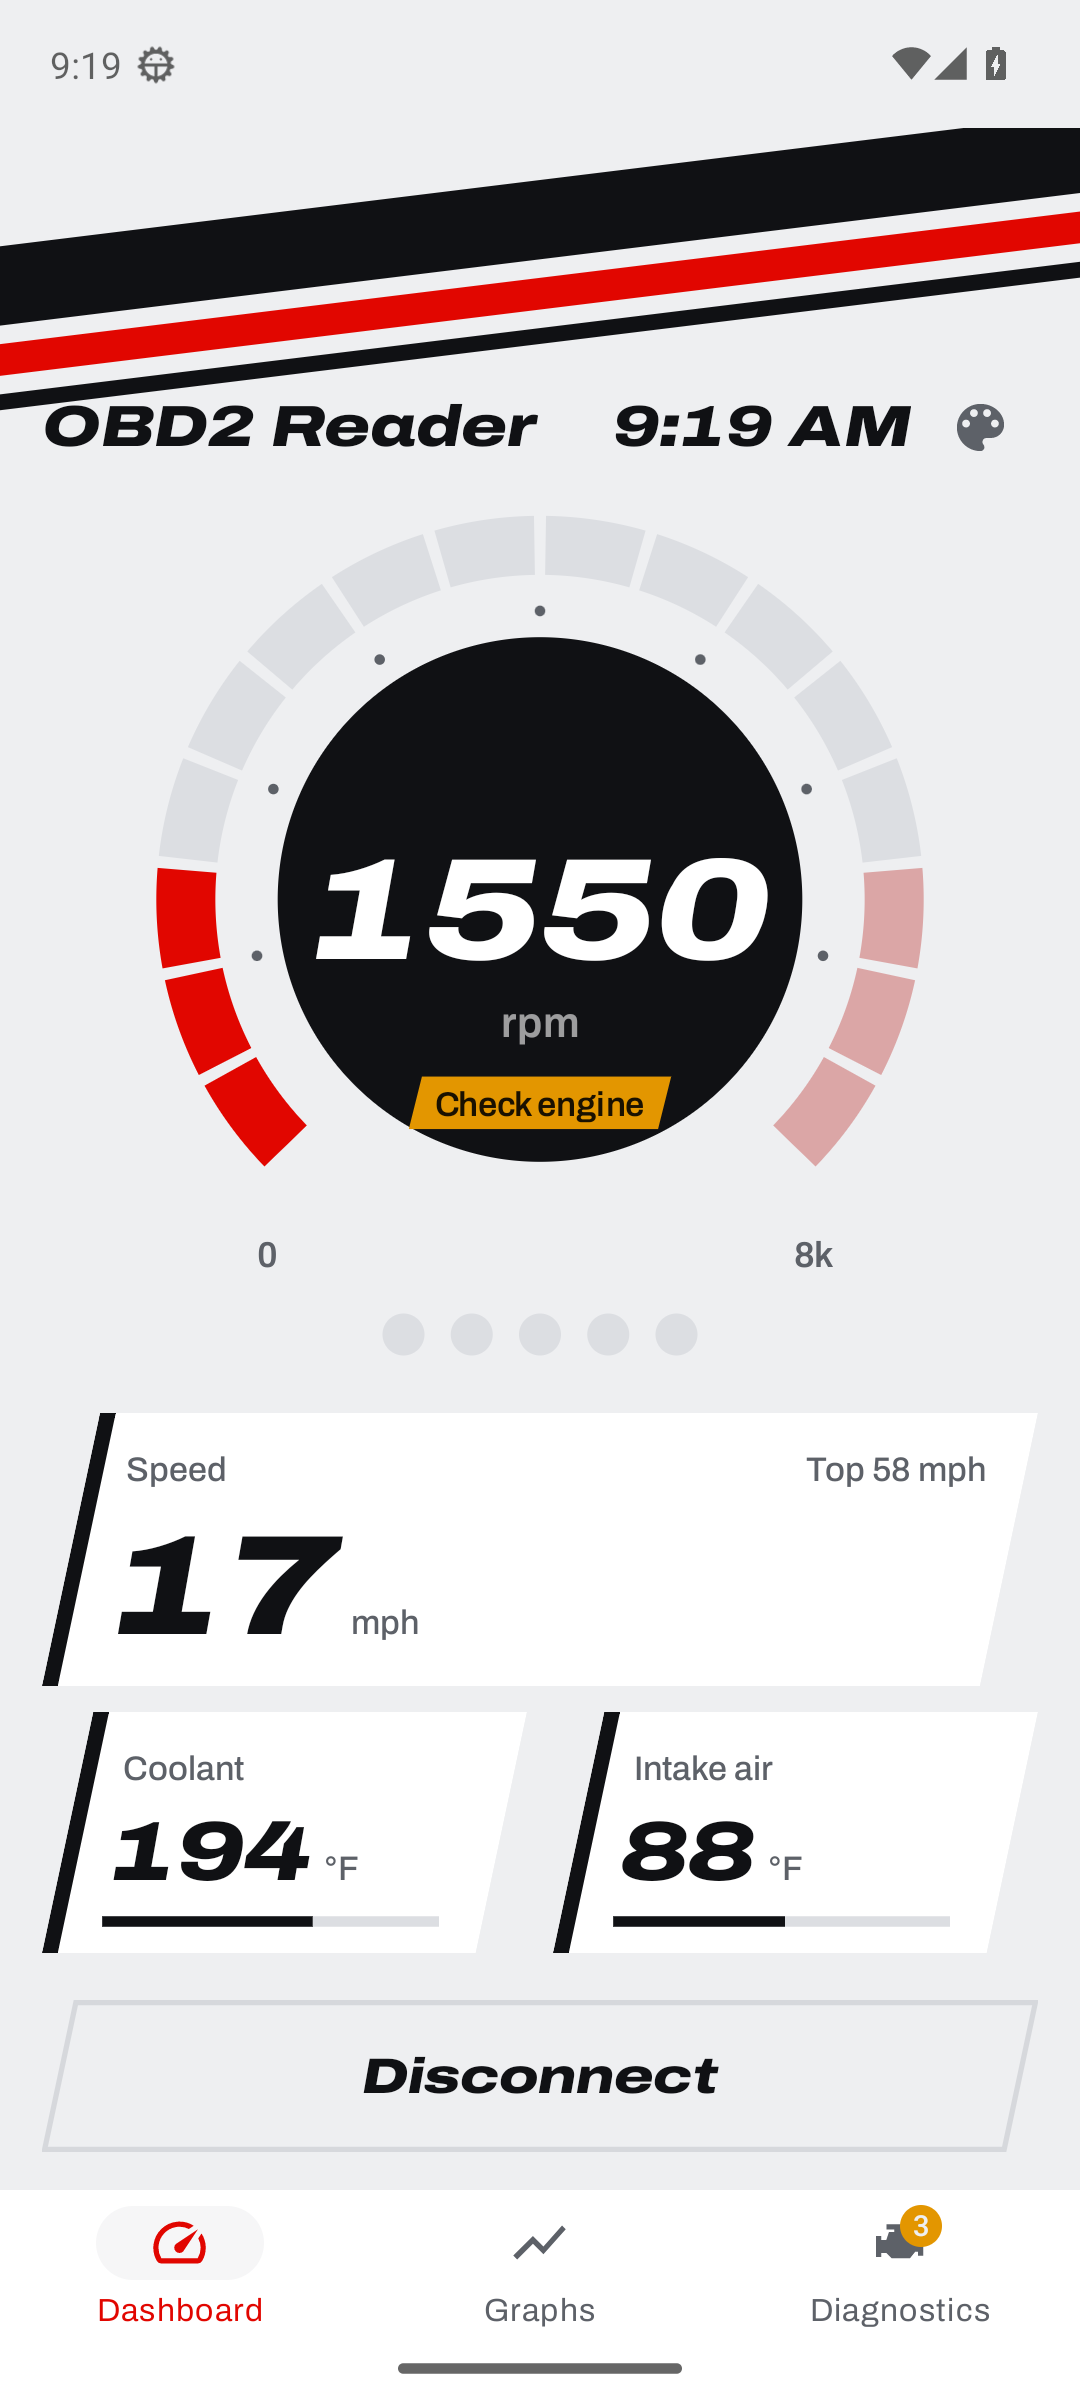 9:19
OBD2 Reader 9:19 AM
1550
rpm
Check engine
0 8k
Speed Top 58 mph
17 mph
Coolant Intake air
194 °F 88 °F
Disconnect
3
Dashboard Graphs Diagnostics